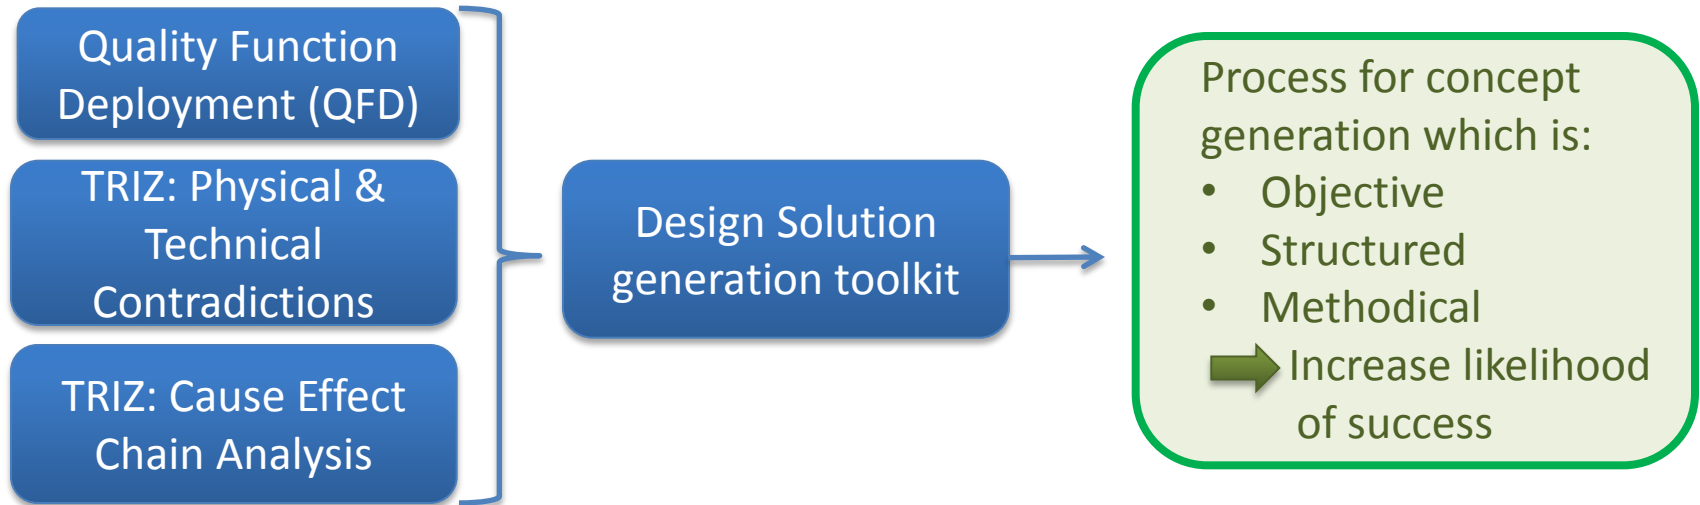 Quality Function
Deployment (QFD)
TRIZ: Physical &
Technical
Contradictions
TRIZ: Cause Effect
Chain Analysis
Design Solution
generation toolkit
Process for concept
generation which is:
• Objective
• Structured
• Methodical
Increase likelihood
of success